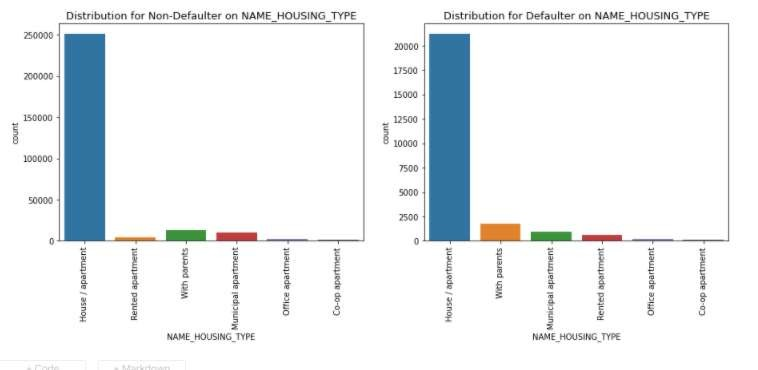 Distribution for Non-Defaulter on NAME_HOUSING_TYPE
250000
200000
150000
100000
50000
0
count
House / apartment
Rented apartment
With parents
Municipal apartment
Office apartment
Co-op apartment
NAME_HOUSING_TYPE
Distribution for Defaulter on NAME_HOUSING_TYPE
20000
17500
15000
12500
10000
7500
5000
2500
0
count
House / apartment
With parents
Municipal apartment
Rented apartment
Office apartment
Co-op apartment
NAME_HOUSING_TYPE
+ Code
+ Markdown